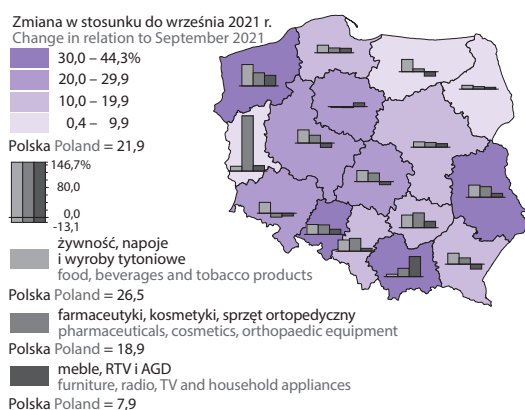 Zmiana w stosunku do września 2021 r.
Change in relation to September 2021
30,0 – 44,3%
20,0 – 29,9
10,0 – 19,9
0,4 – 9,9
Polska Poland = 21,9
146,7%
80,0
0,0
-13,1
żywność, napoje
i wyroby tytoniowe
food, beverages and tobacco products
Polska Poland = 26,5
farmaceutyki, kosmetyki, sprzęt ortopedyczny
pharmaceuticals, cosmetics, orthopaedic equipment
Polska Poland = 18,9
meble, RTV i AGD
furniture, radio, TV and household appliances
Polska Poland = 7,9